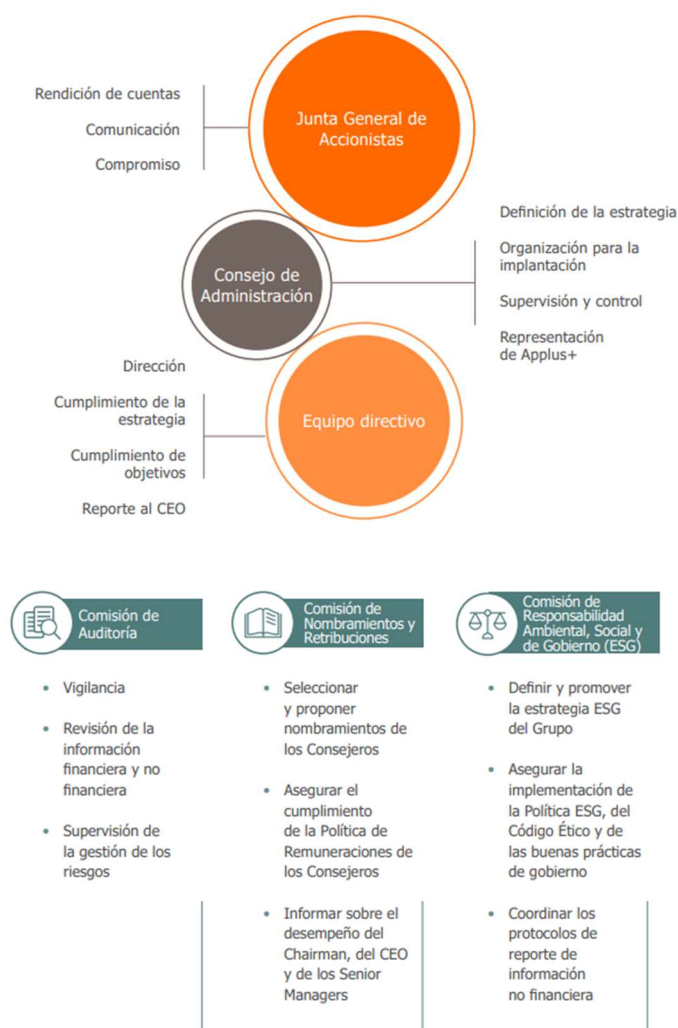 Rendición de cuentas
Comunicación
Compromiso
Junta General de
Accionistas
Consejo de
Administración
Definición de la estrategia
Organización para la
implantación
Supervisión y control
Representación
de Applus+
Dirección
Cumplimiento de la
estrategia
Cumplimiento de
objetivos
Reporte al CEO
Equipo directivo
Comisión de
Auditoría
• Vigilancia
• Revisión de la
información
financiera y no
financiera
• Supervisión de
la gestión de los
riesgos
Comisión de
Nombramientos y
Retribuciones
• Seleccionar
y proponer
nombramientos de
los Consejeros
• Asegurar el
cumplimiento
de la Política de
Remuneraciones de
los Consejeros
• Informar sobre el
desempeño del
Chairman, del CEO
y de los Senior
Managers
Comisión de
Responsabilidad
Ambiental, Social y
de Gobierno (ESG)
• Definir y promover
la estrategia ESG
del Grupo
• Asegurar la
implementación de
la Política ESG, del
Código Ético y de
las buenas prácticas
de gobierno
• Coordinar los
protocolos de
reporte de
información
no financiera